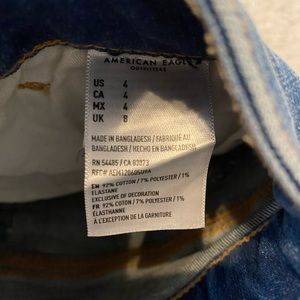 AMERICAN EAGLE
OUTFITTERS
US 4
CA 4
MX 4
UK 8
MADE IN BANGLADESH / FABRIQUÉ AU
BANGLADESH / HECHO EN BANGLADESH
RN 54485 / CA 03073
EN 92% COTTON / 7% POLYESTER / 1%
ELASTANE
EXCLUSIVE OF DECORATION
FR 92% COTON / 7% POLYESTER / 1%
ÉLASTHANNE
À L'EXCEPTION DE LA GARNITURE